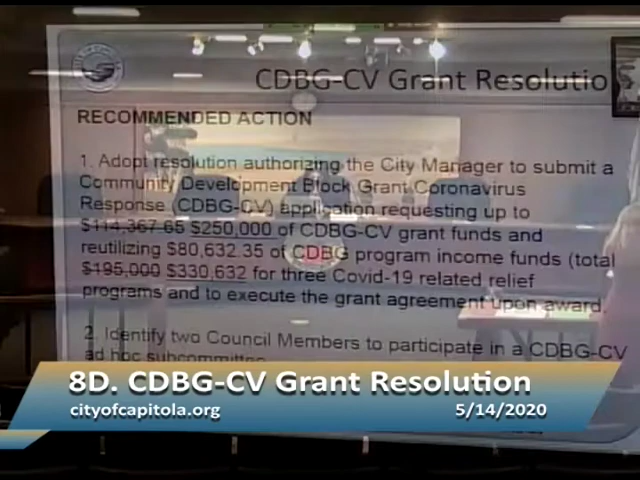 CDBG-CV Grant Resolutio
RECOMMENDED ACTION
1. Adopt resolution authorizing the City Manager to submit a
Community Development Block Grant Coronavirus
Response (CDBG-CV) application requesting up to
$114,367.65 $250,000 of CDBG-CV grant funds and
reutilizing $80,632.35 of CDBG program income funds (total
$195,000 $330,632 for three Covid-19 related relief
programs and to execute the grant agreement upon award.
2. Identify two Council Members to participate in a CDBG-CV
ad hoc subcommittee
8D. CDBG-CV Grant Resolution
cityofcapitola.org 5/14/2020